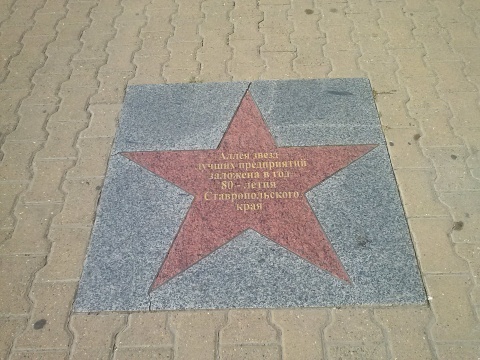 Аллея звезд
лучших предприятий
заложена в год
80 - летия
Ставропольского
края